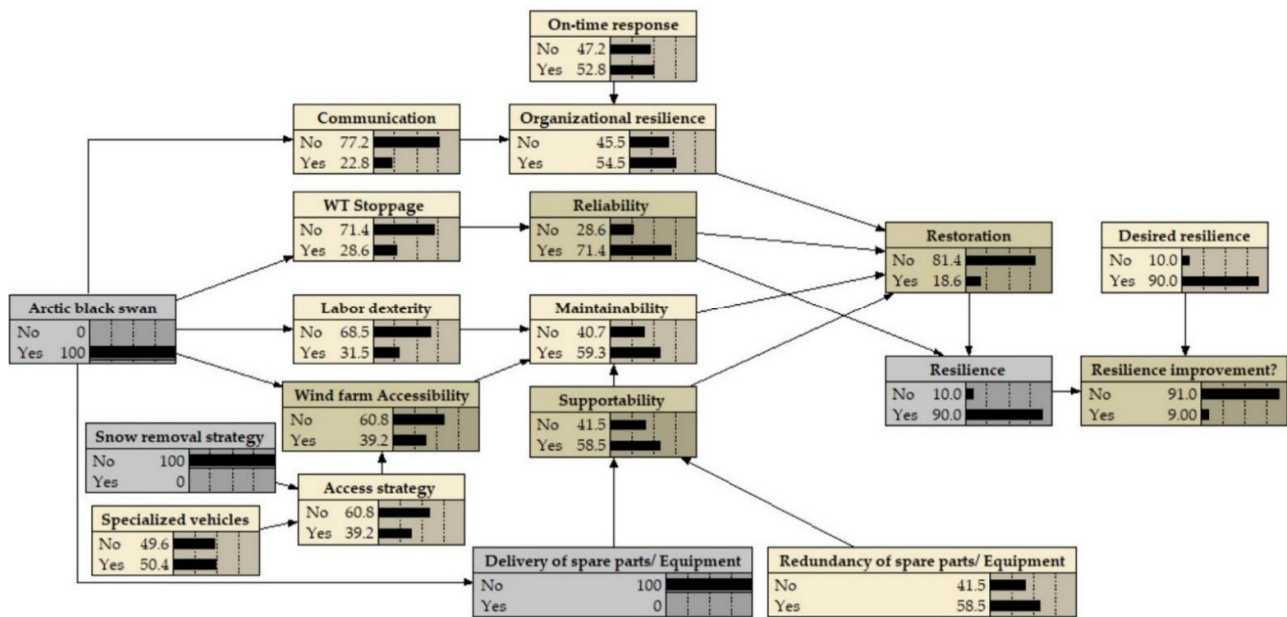 On-time response
No 47.2
Yes 52.8
Communication
No 77.2
Yes 22.8
Organizational resilience
No 45.5
Yes 54.5
WT Stoppage
No 71.4
Yes 28.6
Reliability
No 28.6
Yes 71.4
Restoration
No 81.4
Yes 18.6
Desired resilience
No 10.0
Yes 90.0
Arctic black swan
No 0
Yes 100
Labor dexterity
No 68.5
Yes 31.5
Maintainability
No 40.7
Yes 59.3
Resilience
No 10.0
Yes 90.0
Resilience improvement?
No 91.0
Yes 9.00
Wind farm Accessibility
No 60.8
Yes 39.2
Supportability
No 41.5
Yes 58.5
Snow removal strategy
No 100
Yes 0
Access strategy
No 60.8
Yes 39.2
Specialized vehicles
No 49.6
Yes 50.4
Delivery of spare parts/ Equipment
No 100
Yes 0
Redundancy of spare parts/ Equipment
No 41.5
Yes 58.5